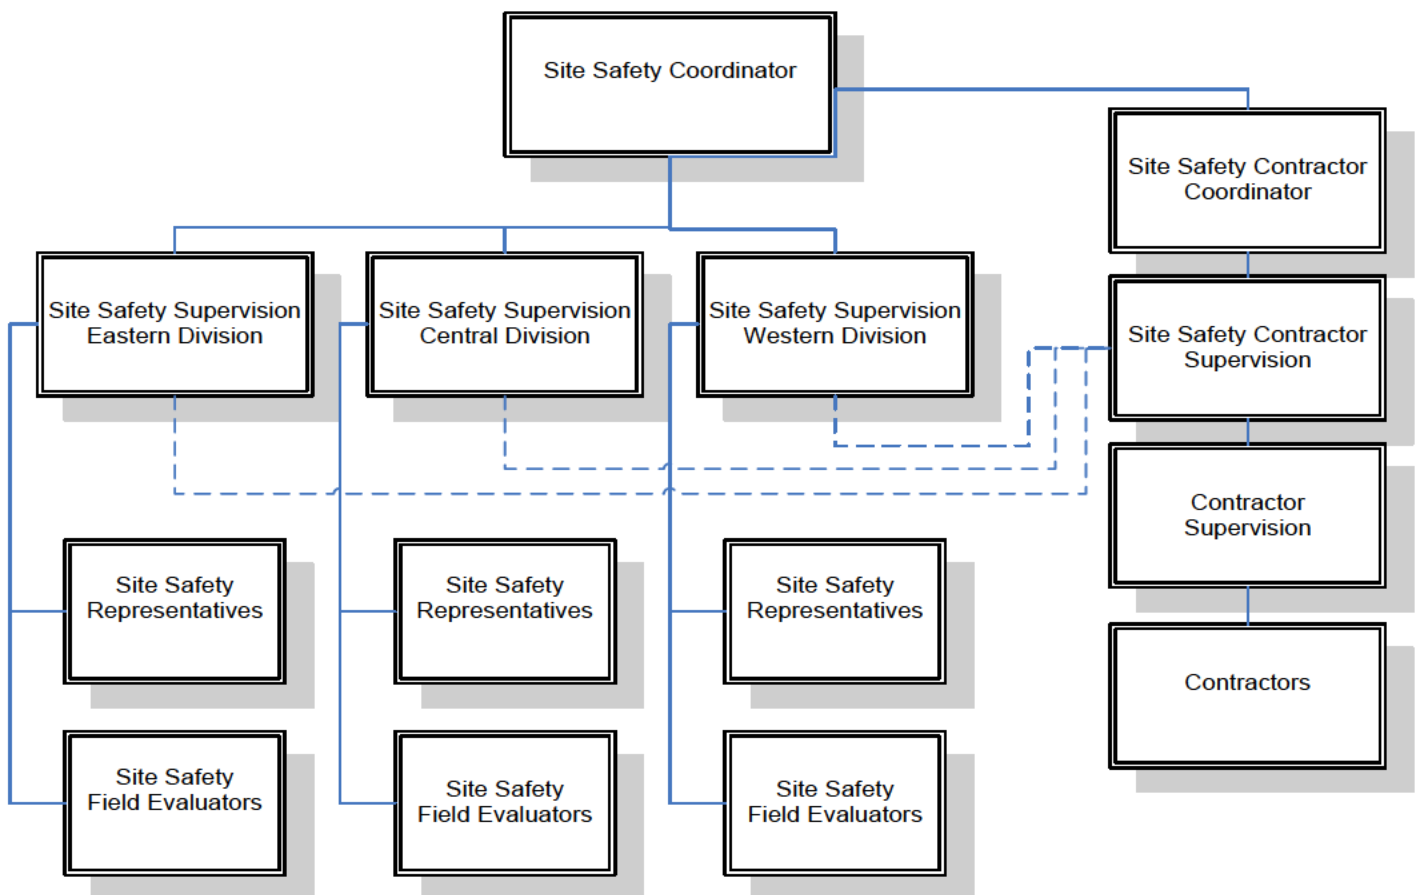 Site Safety Coordinator
Site Safety Contractor
Coordinator
Site Safety Supervision
Eastern Division
Site Safety Supervision
Central Division
Site Safety Supervision
Western Division
Site Safety Contractor
Supervision
Contractor
Supervision
Site Safety
Representatives
Site Safety
Representatives
Site Safety
Representatives
Contractors
Site Safety
Field Evaluators
Site Safety
Field Evaluators
Site Safety
Field Evaluators